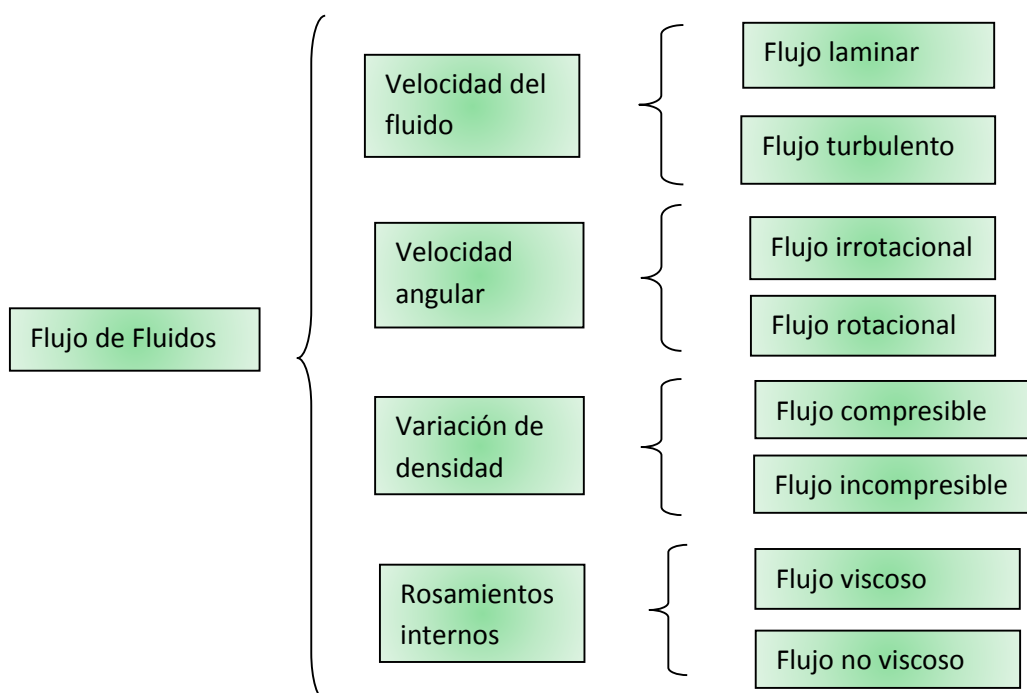 Flujo de Fluidos
Velocidad del
fluido
Flujo laminar
Flujo turbulento
Velocidad
angular
Flujo irrotacional
Flujo rotacional
Variación de
densidad
Flujo compresible
Flujo incompresible
Rosamientos
internos
Flujo viscoso
Flujo no viscoso